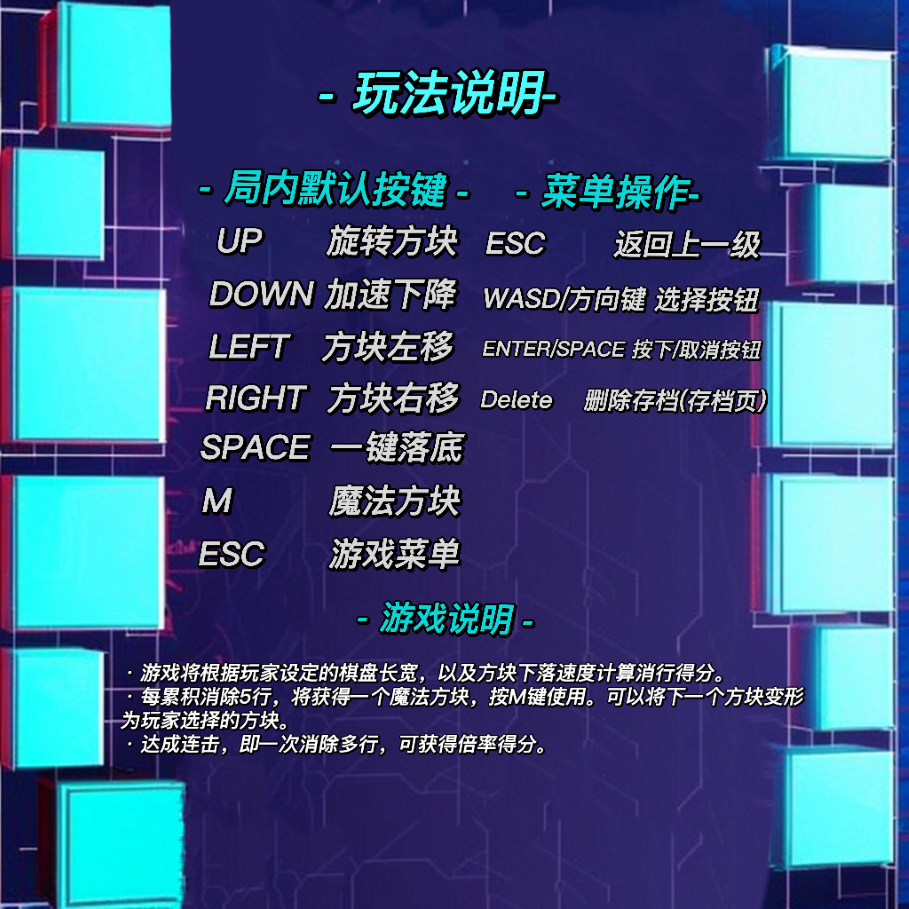 - 玩法说明-
- 局内默认按键 -
UP 旋转方块
DOWN 加速下降
LEFT 方块左移
RIGHT 方块右移
SPACE 一键落底
M 魔法方块
ESC 游戏菜单
- 菜单操作-
ESC 返回上一级
WASD/方向键 选择按钮
ENTER/SPACE 按下/取消按钮
Delete 删除存档(存档页)
- 游戏说明 -
· 游戏将根据玩家设定的棋盘长宽，以及方块下落速度计算消行得分。
· 每累积消除5行，将获得一个魔法方块，按M键使用。可以将下一个方块变形
为玩家选择的方块。
· 达成连击，即一次消除多行，可获得倍率得分。